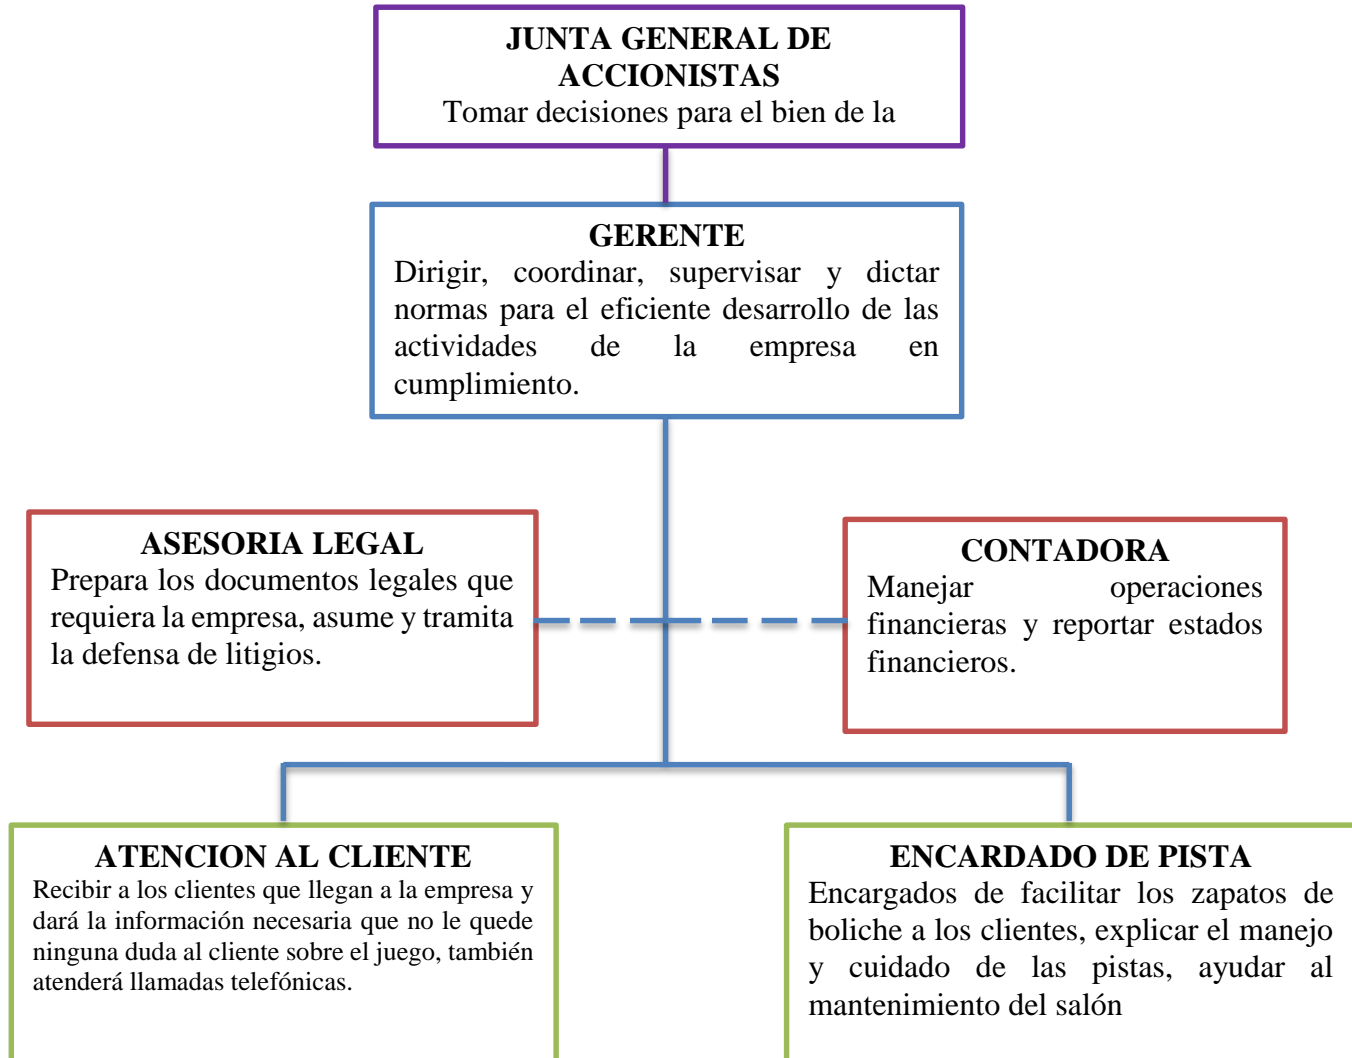 JUNTA GENERAL DE
ACCIONISTAS
Tomar decisiones para el bien de la
GERENTE
Dirigir, coordinar, supervisar y dictar
normas para el eficiente desarrollo de las
actividades de la empresa en
cumplimiento.
ASESORIA LEGAL
Prepara los documentos legales que
requiera la empresa, asume y tramita
la defensa de litigios.
CONTADORA
Manejar operaciones
financieras y reportar estados
financieros.
ATENCION AL CLIENTE
Recibir a los clientes que llegan a la empresa y
dará la información necesaria que no le quede
ninguna duda al cliente sobre el juego, también
atenderá llamadas telefónicas.
ENCARDADO DE PISTA
Encargados de facilitar los zapatos de
boliche a los clientes, explicar el manejo
y cuidado de las pistas, ayudar al
mantenimiento del salón